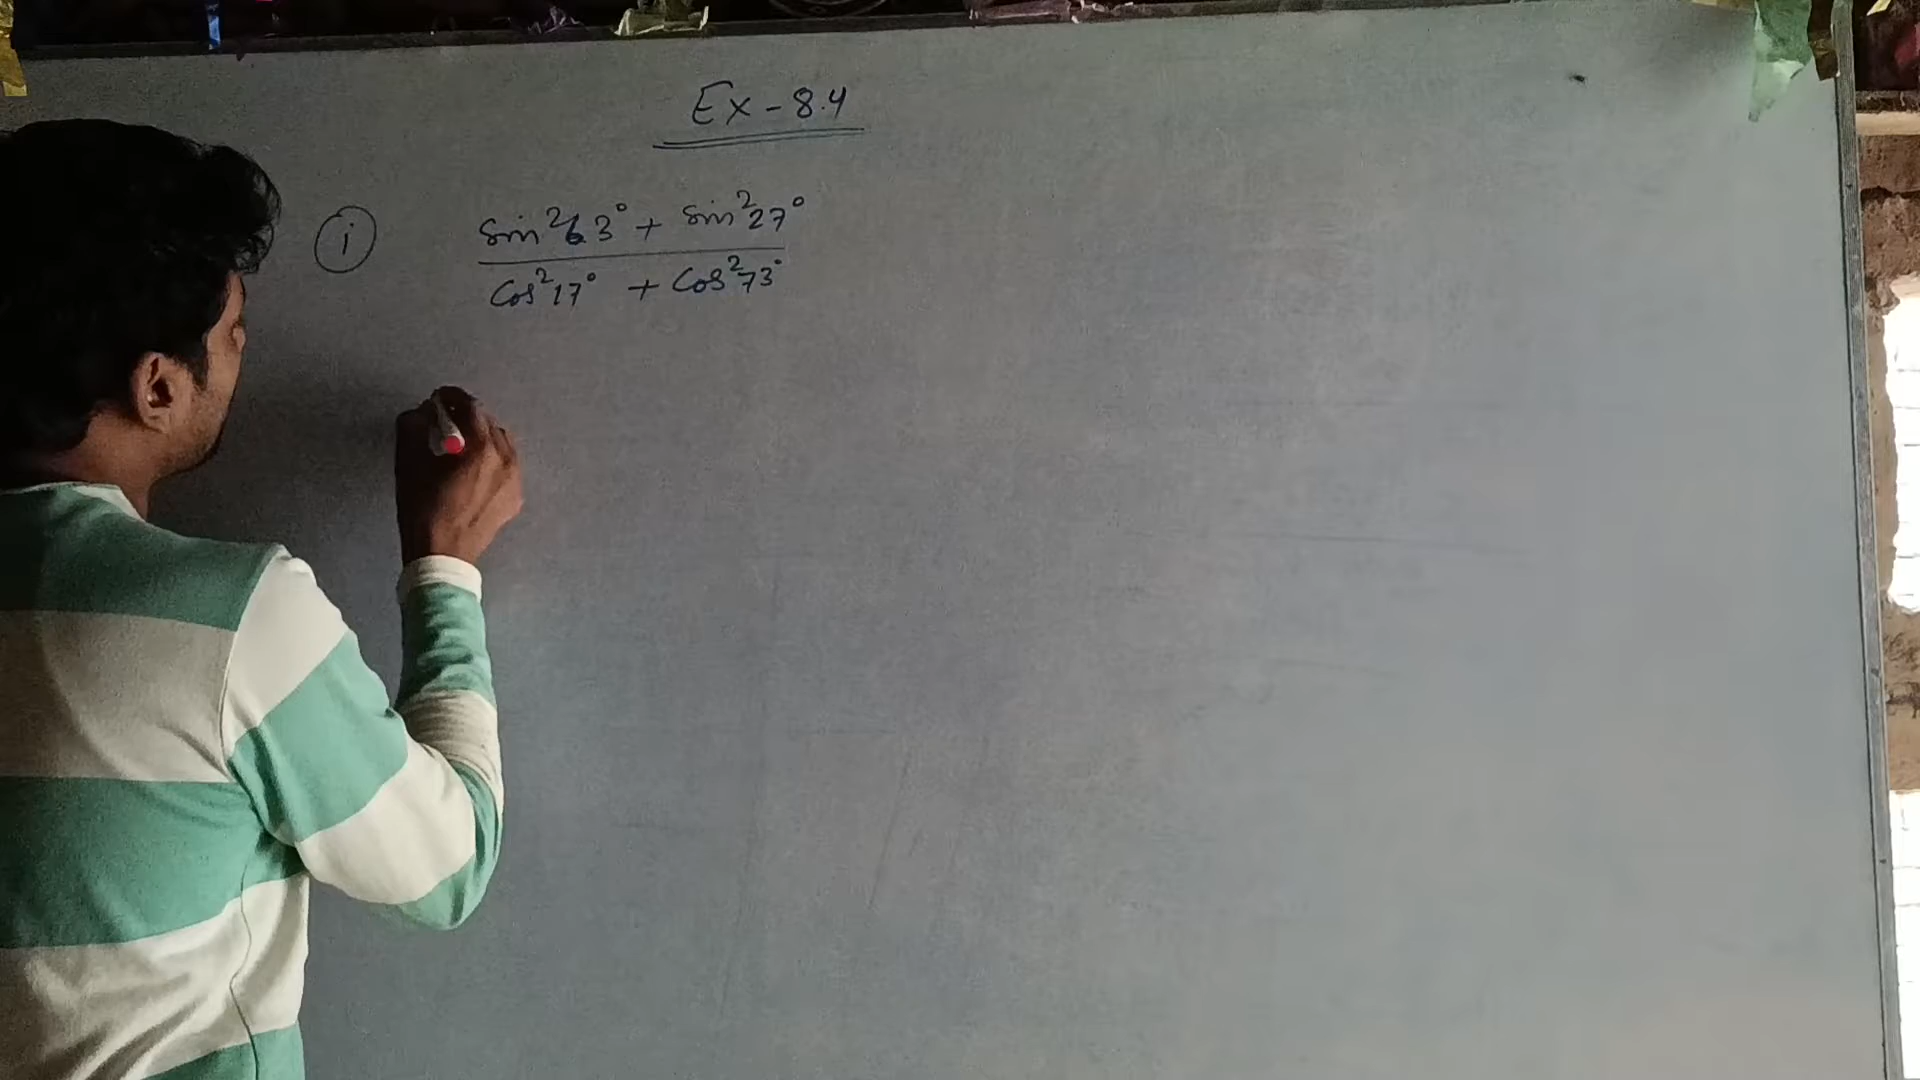 Ex - 8.4
(i) sin²63° + sin²27°
cos²17° + cos²73°